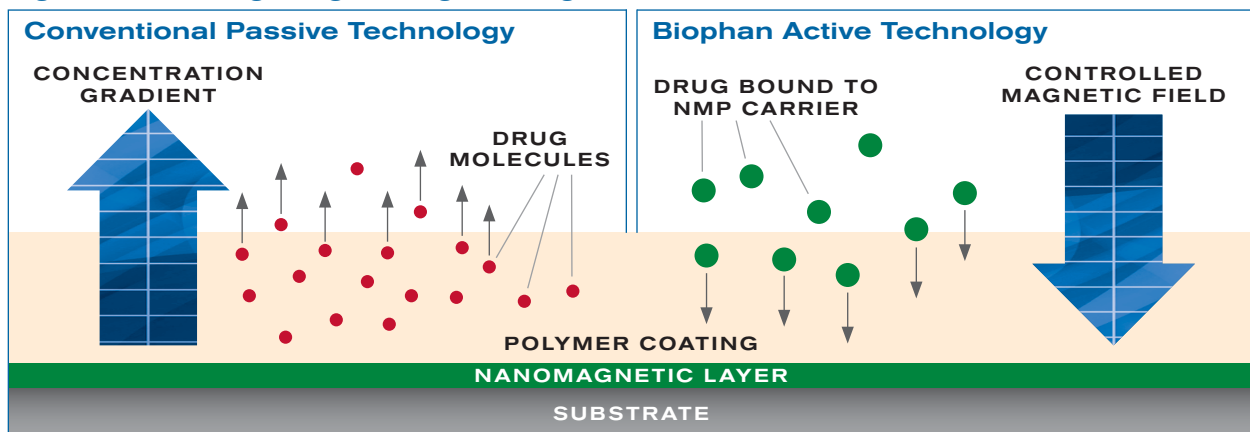 Conventional Passive Technology
CONCENTRATION
GRADIENT
DRUG
MOLECULES
Biophan Active Technology
DRUG BOUND TO
NMP CARRIER
CONTROLLED
MAGNETIC FIELD
POLYMER COATING
NANOMAGNETIC LAYER
SUBSTRATE